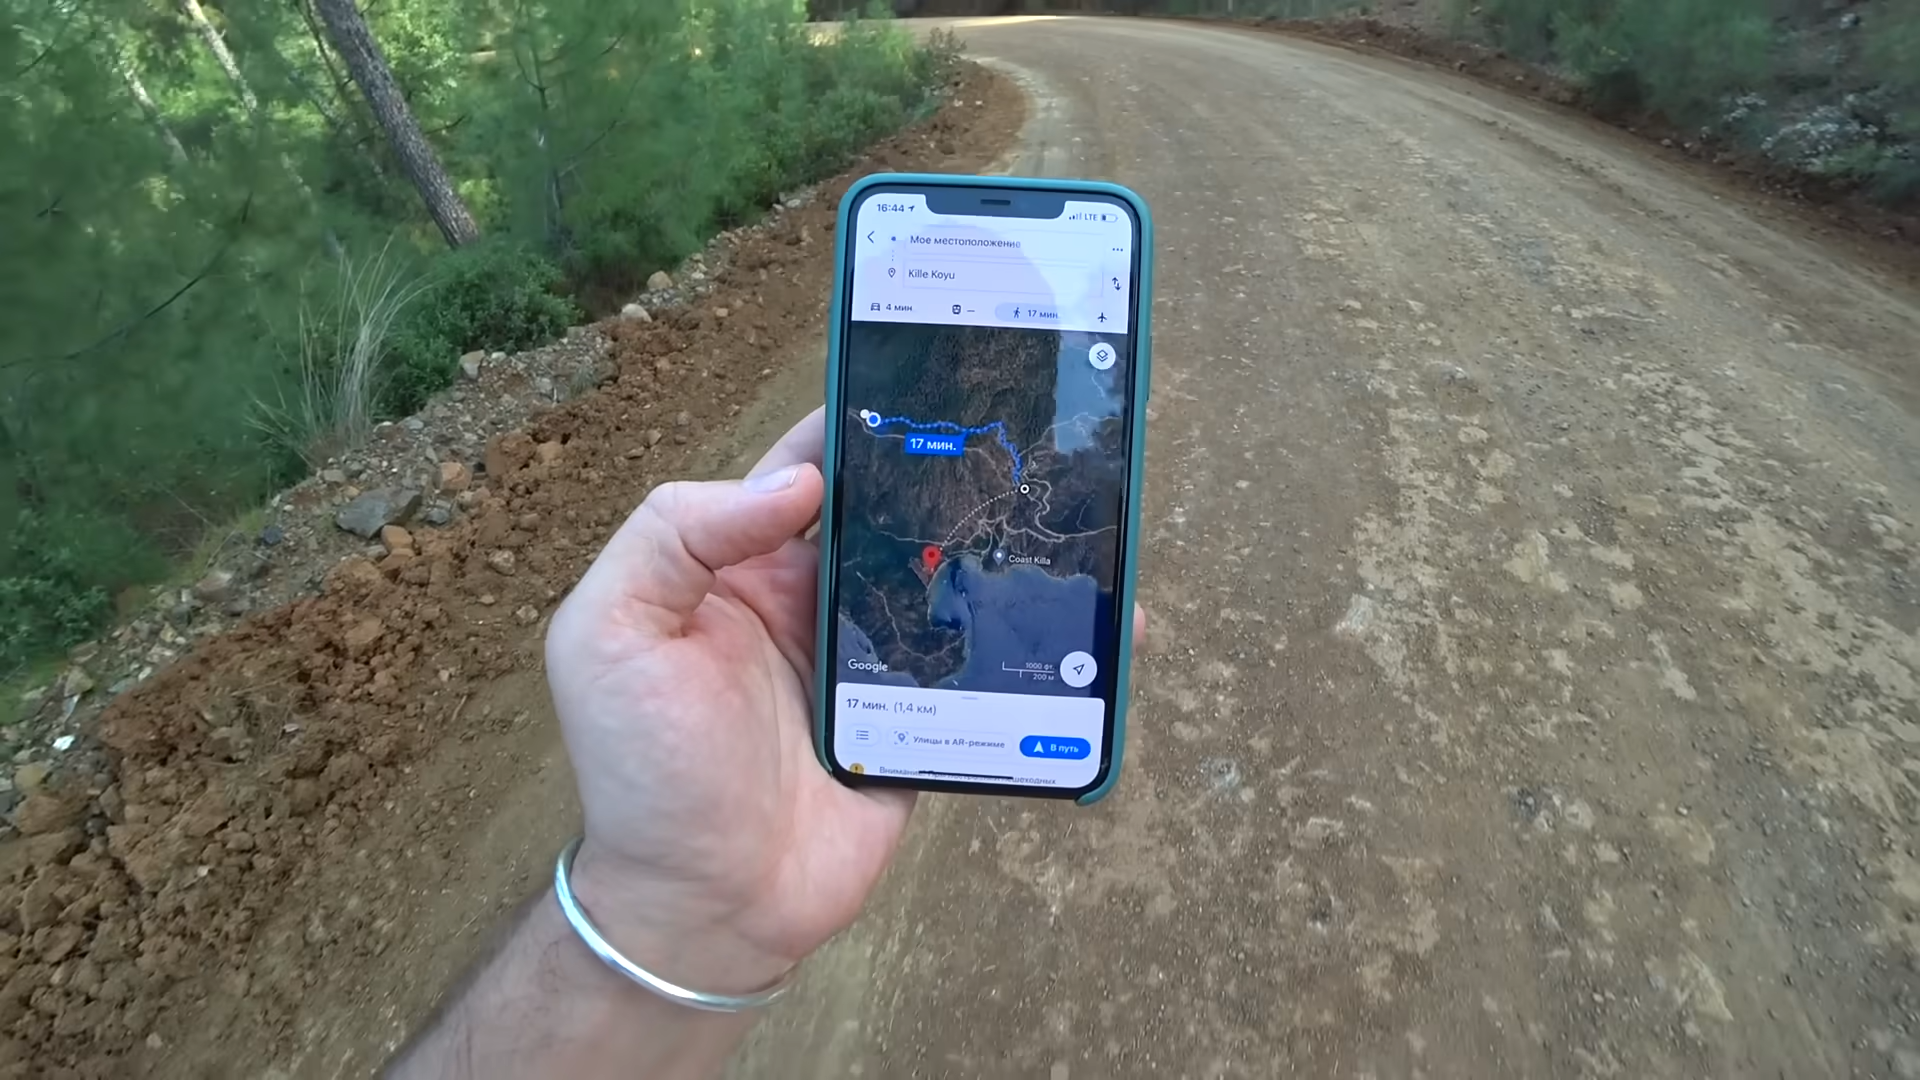 16:44
LTE
Мое местоположение
Kille Koyu
4 мин.
—
17 мин.
17 мин.
Coast Killa
Google
1000 фт.
200 м
17 мин. (1,4 км)
Улицы в AR-режиме
В путь
Внимание!